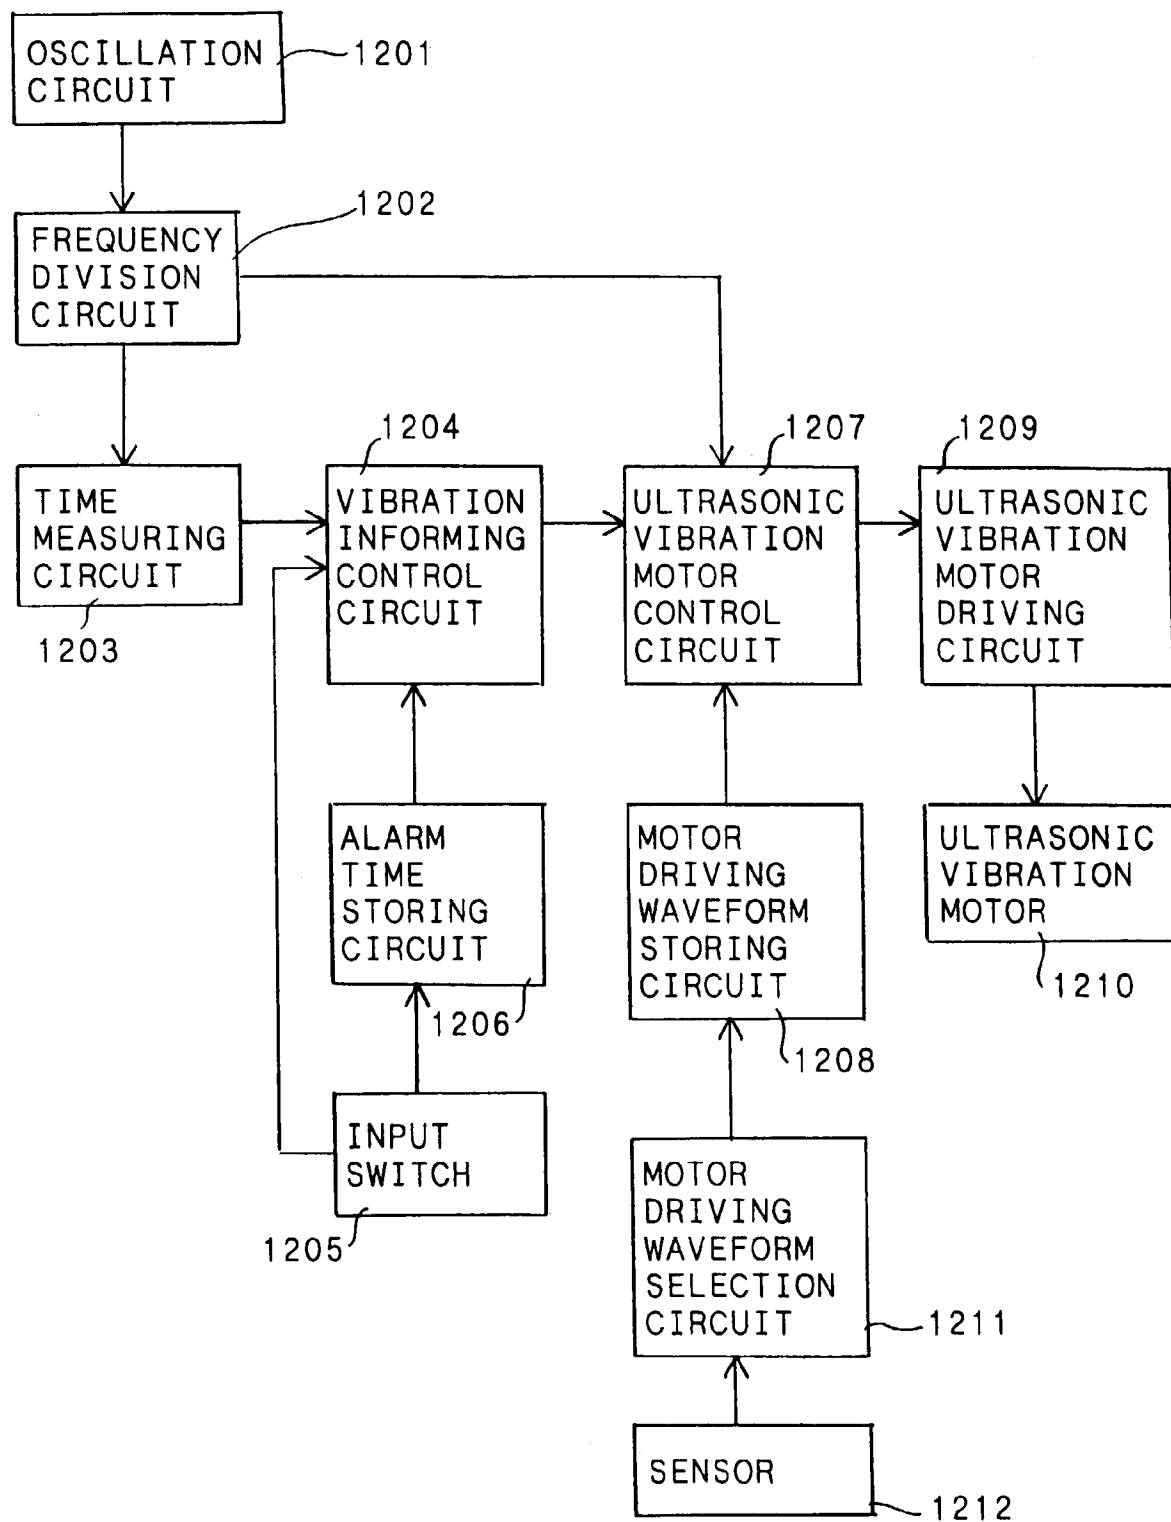 OSCILLATION
CIRCUIT
1201
FREQUENCY
DIVISION
CIRCUIT
1202
TIME
MEASURING
CIRCUIT
1203
VIBRATION
INFORMING
CONTROL
CIRCUIT
1204
ULTRASONIC
VIBRATION
MOTOR
CONTROL
CIRCUIT
1207
ULTRASONIC
VIBRATION
MOTOR
DRIVING
CIRCUIT
1209
ALARM
TIME
STORING
CIRCUIT
1206
MOTOR
DRIVING
WAVEFORM
STORING
CIRCUIT
1208
ULTRASONIC
VIBRATION
MOTOR
1210
INPUT
SWITCH
1205
MOTOR
DRIVING
WAVEFORM
SELECTION
CIRCUIT
1211
SENSOR
1212